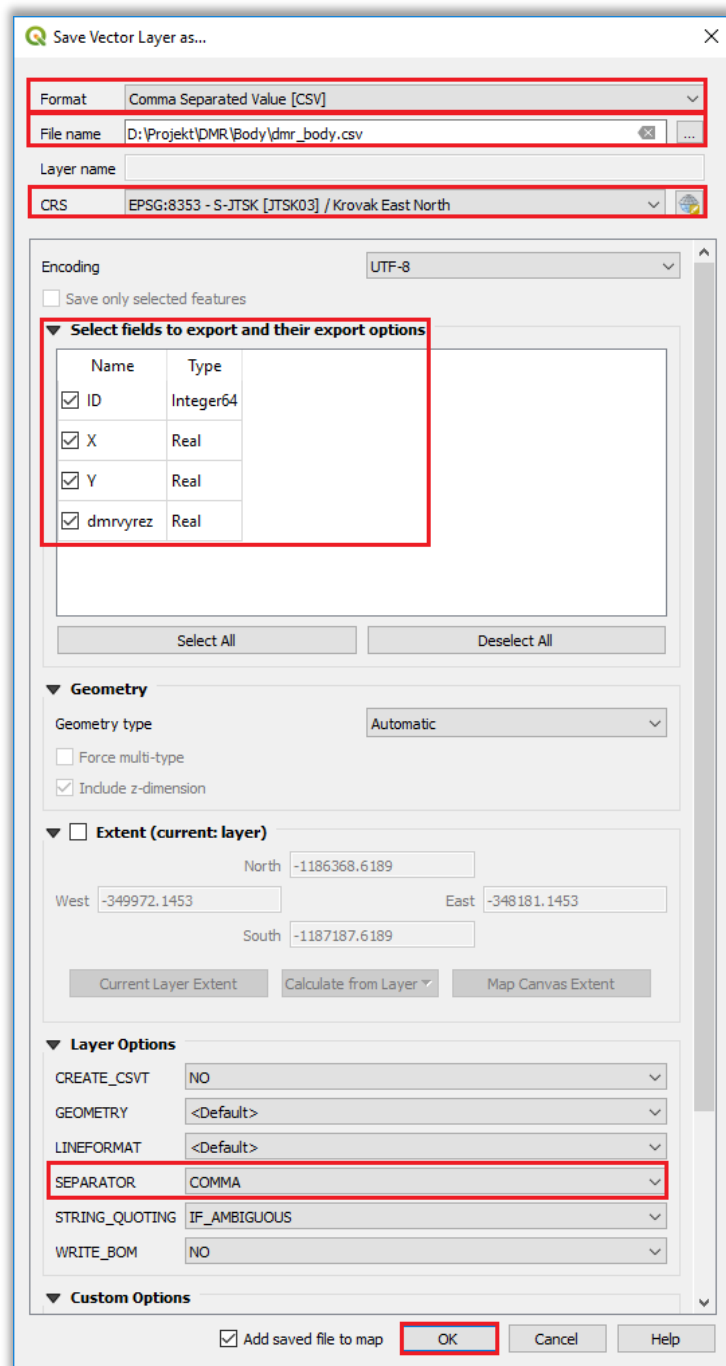 Save Vector Layer as...
Format Comma Separated Value [CSV]
File name D:\Projekt\DMR\Body\dmr_body.csv ...
Layer name
CRS EPSG:8353 - S-JTSK [JTSK03] / Krovak East North
Encoding UTF-8
Save only selected features
Select fields to export and their export options
Name Type
ID Integer64
X Real
Y Real
dmrvyrez Real
Select All Deselect All
Geometry
Geometry type Automatic
Force multi-type
Include z-dimension
Extent (current: layer)
North -1186368.6189
West -349972.1453 East -348181.1453
South -1187187.6189
Current Layer Extent Calculate from Layer Map Canvas Extent
Layer Options
CREATE_CSVT NO
GEOMETRY <Default>
LINEFORMAT <Default>
SEPARATOR COMMA
STRING_QUOTING IF_AMBIGUOUS
WRITE_BOM NO
Custom Options
Add saved file to map OK Cancel Help